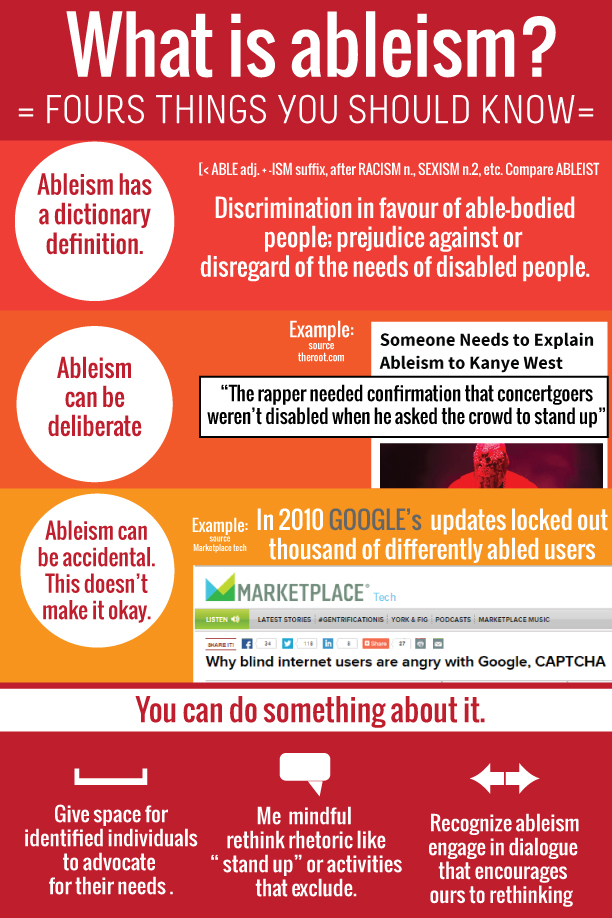 What is ableism?
= FOURS THINGS YOU SHOULD KNOW=
Ableism has
a dictionary
definition.
[< ABLE adj. + -ISM suffix, after RACISM n., SEXISM n.2, etc. Compare ABLEIST
Discrimination in favour of able-bodied
people; prejudice against or
disregard of the needs of disabled people.
Ableism
can be
deliberate
Example:
source
theroot.com
Someone Needs to Explain
Ableism to Kanye West
“The rapper needed confirmation that concertgoers
weren't disabled when he asked the crowd to stand up”
Ableism can
be accidental.
This doesn't
make it okay.
Example:
source
Marketplace tech
In 2010 GOOGLE's updates locked out
thousand of differently abled users
MARKETPLACE® Tech
LISTEN
LATEST STORIES
#GENTRIFICATIONIS
YORK & FIG
PODCASTS
MARKETPLACE MUSIC
SHARE IT!
34
118
8
Share
27
Why blind internet users are angry with Google, CAPTCHA
You can do something about it.
Give space for
identified individuals
to advocate
for their needs .
Me mindful
rethink rhetoric like
“ stand up” or activities
that exclude.
Recognize ableism
engage in dialogue
that encourages
ours to rethinking